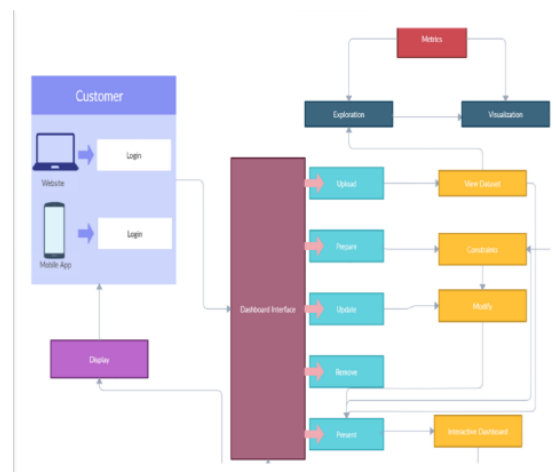 Metrics
Customer
Exploration
Visualization
Login
Website
Upload
View Dataset
Login
Mobile App
Prepare
Constraints
Dashboard Interface
Update
Modify
Display
Remove
Present
Interactive Dashboard